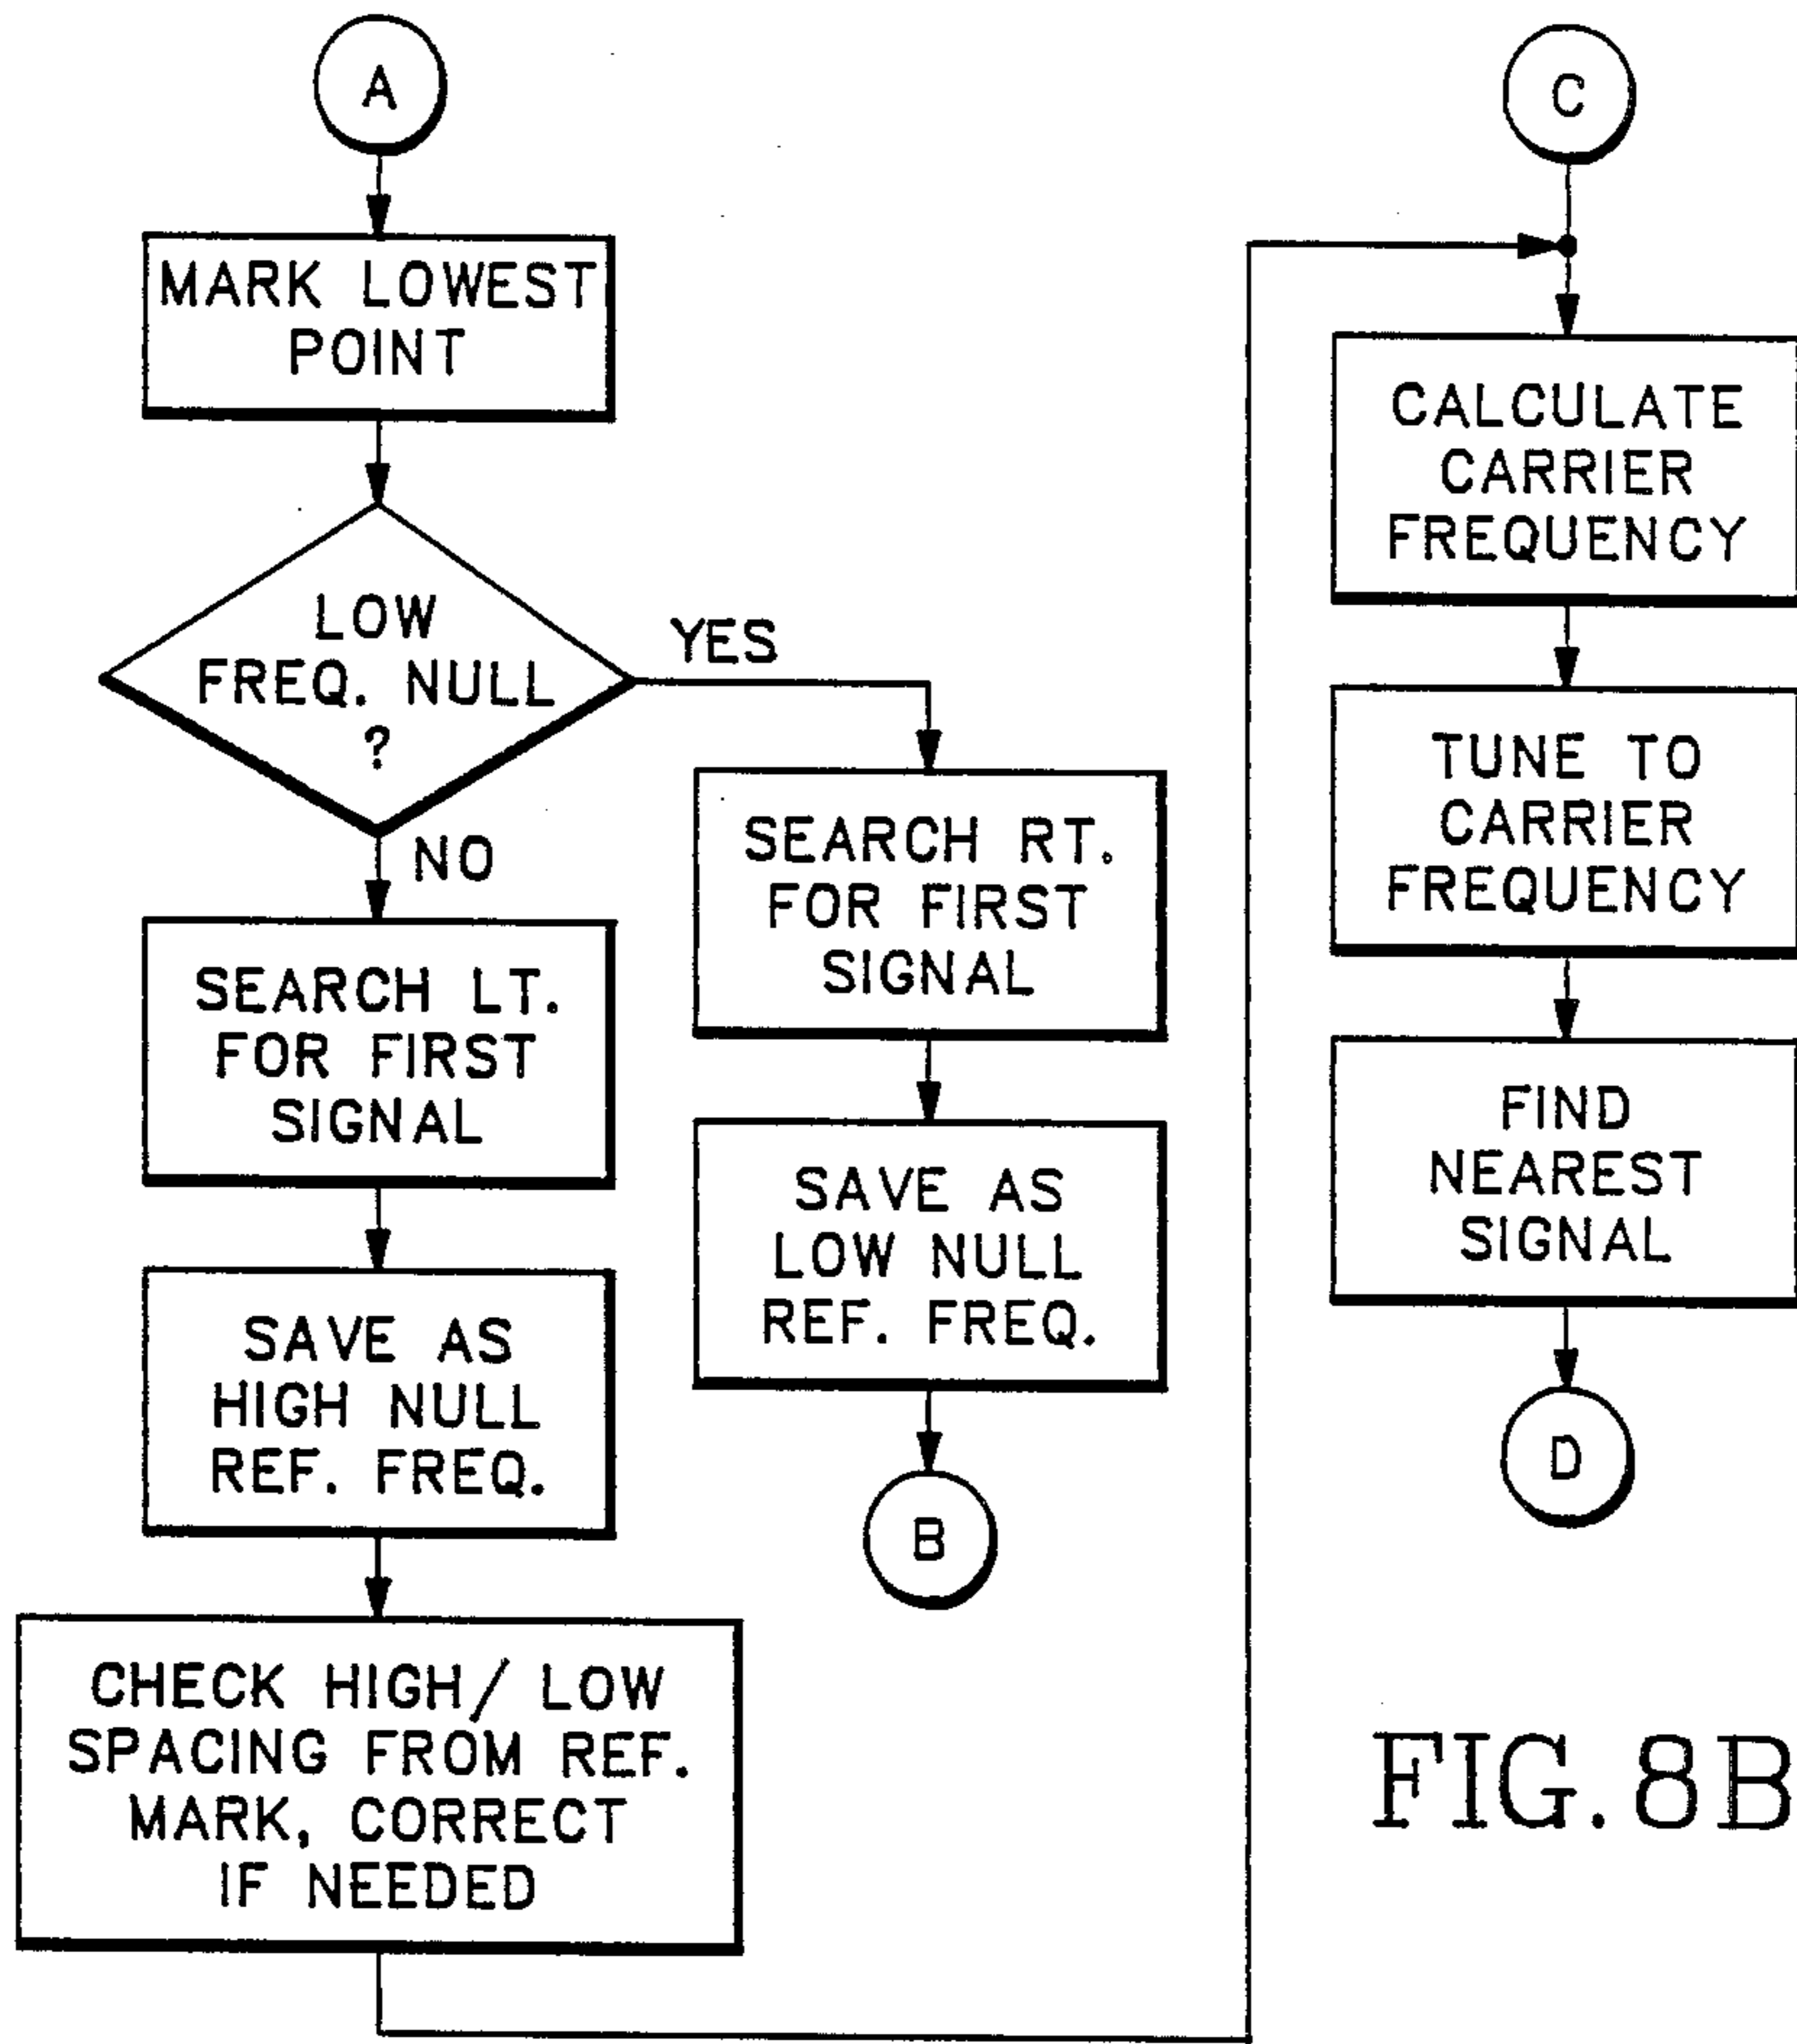 A
MARK LOWEST
POINT
LOW
FREQ. NULL
?
YES
NO
SEARCH LT.
FOR FIRST
SIGNAL
SAVE AS
HIGH NULL
REF. FREQ.
CHECK HIGH/ LOW
SPACING FROM REF.
MARK, CORRECT
IF NEEDED
SEARCH RT.
FOR FIRST
SIGNAL
SAVE AS
LOW NULL
REF. FREQ.
B
C
CALCULATE
CARRIER
FREQUENCY
TUNE TO
CARRIER
FREQUENCY
FIND
NEAREST
SIGNAL
D
FIG. 8B